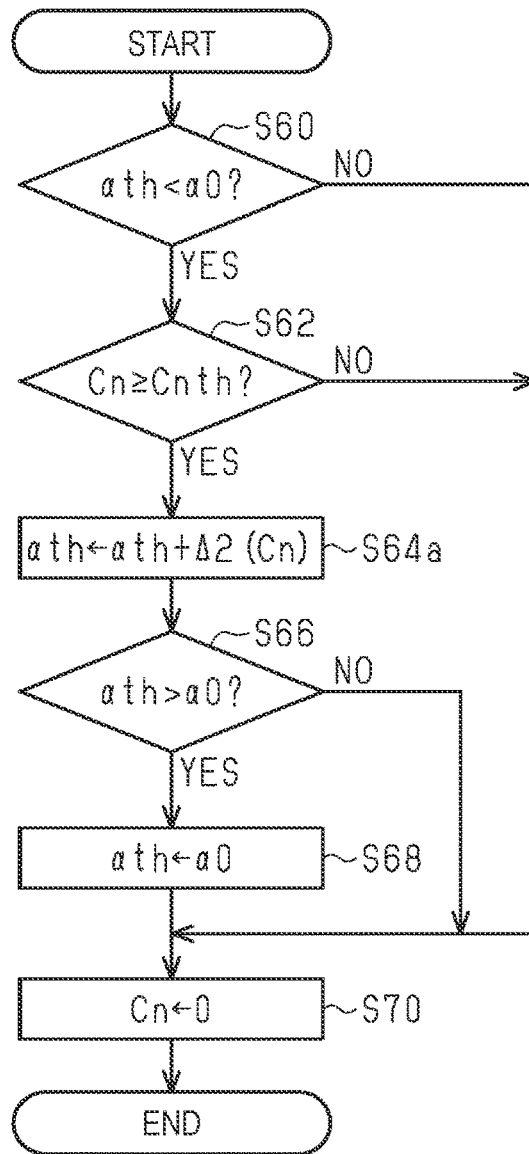 START
S60
αth<α0?
NO
YES
S62
Cn≥Cnth?
NO
YES
αth←αth+Δ2(Cn)
S64a
S66
αth>α0?
NO
YES
αth←α0
S68
Cn←0
S70
END